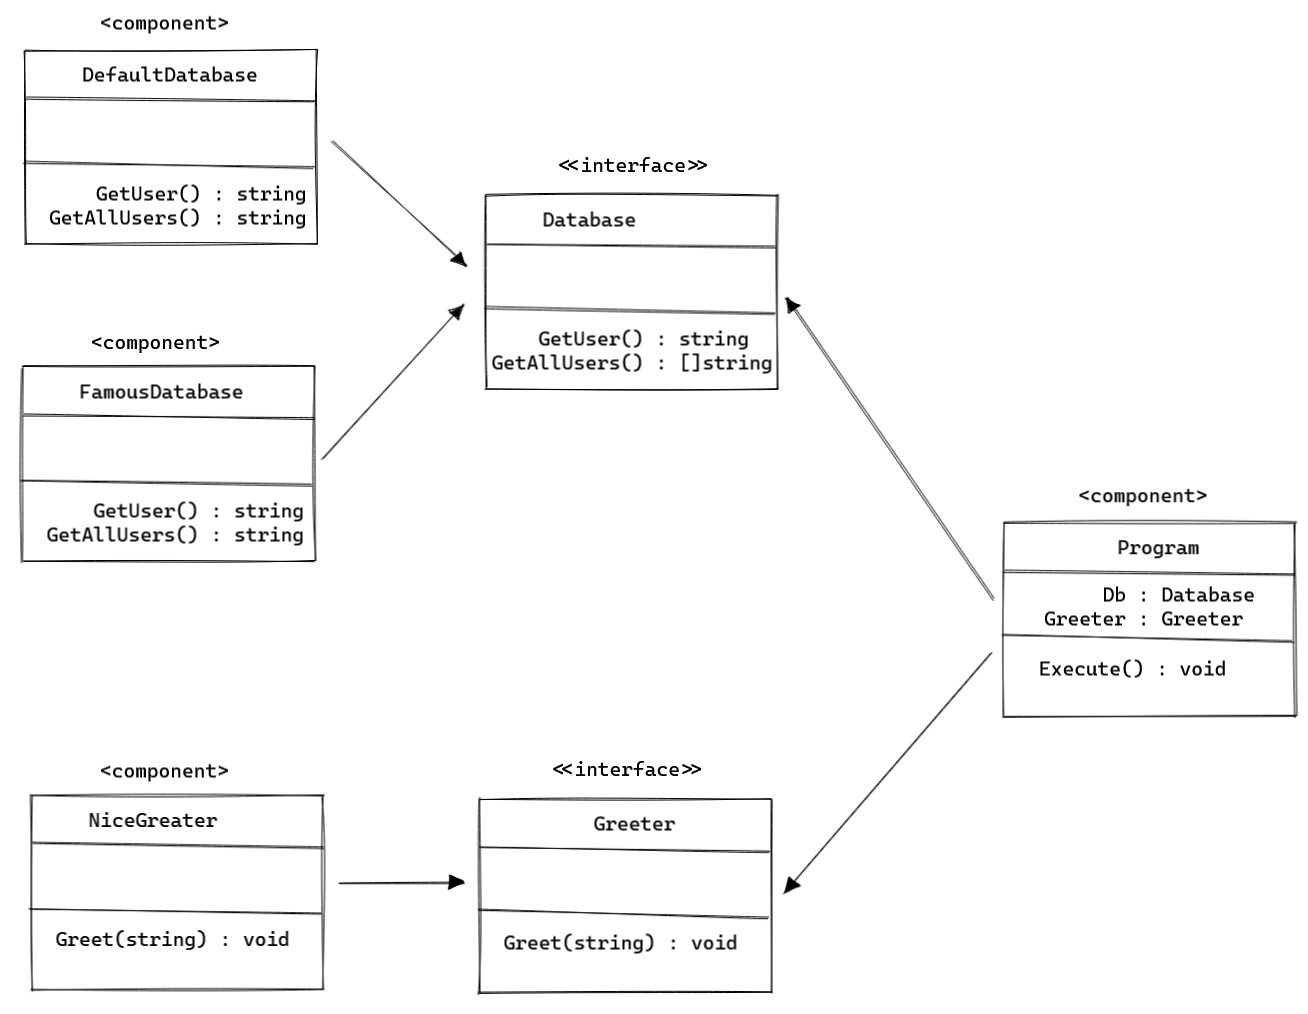 <component>
DefaultDatabase
GetUser() : string
GetAllUsers() : string
<<interface>>
Database
GetUser() : string
GetAllUsers() : []string
<component>
FamousDatabase
GetUser() : string
GetAllUsers() : string
<component>
Program
Db : Database
Greeter : Greeter
Execute() : void
<component>
NiceGreater
Greet(string) : void
<<interface>>
Greeter
Greet(string) : void